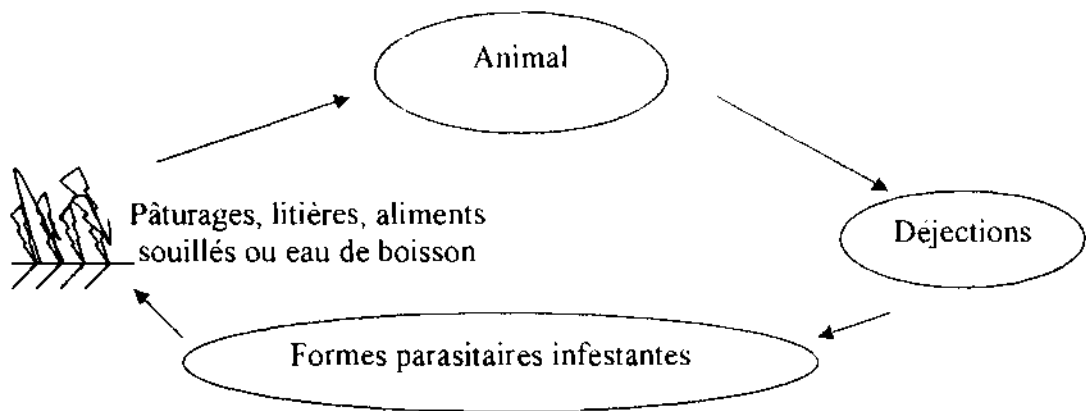 Animal
Pâturages, litières, aliments
souillés ou eau de boisson
Déjections
Formes parasitaires infestantes